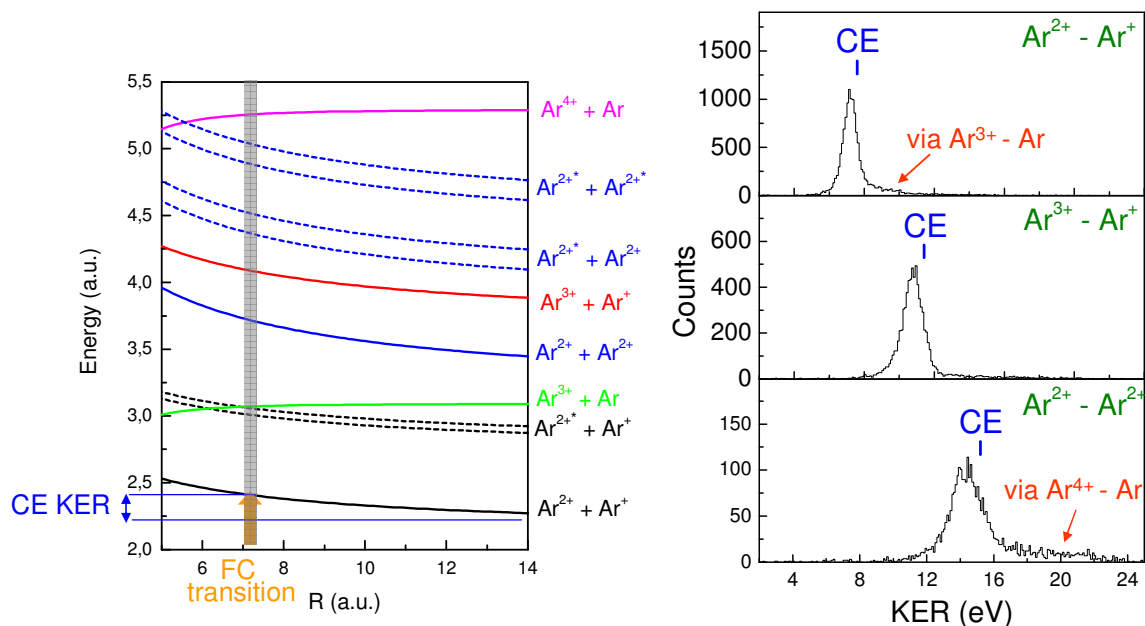 5,5
5,0
4,5
4,0
3,5
3,0
2,5
2,0
Energy (a.u.)
6
8
10
12
14
R (a.u.)
FC
transition
CE KER
Ar⁴⁺ + Ar
Ar²⁺* + Ar²⁺*
Ar²⁺* + Ar²⁺
Ar³⁺ + Ar⁺
Ar²⁺ + Ar²⁺
Ar³⁺ + Ar
Ar²⁺* + Ar⁺
Ar²⁺ + Ar⁺
1500
1000
500
0
CE
Ar²⁺ - Ar⁺
via Ar³⁺ - Ar
600
400
200
0
CE
Ar³⁺ - Ar⁺
Counts
150
100
50
0
CE
Ar²⁺ - Ar²⁺
via Ar⁴⁺ - Ar
4
8
12
16
20
24
KER (eV)